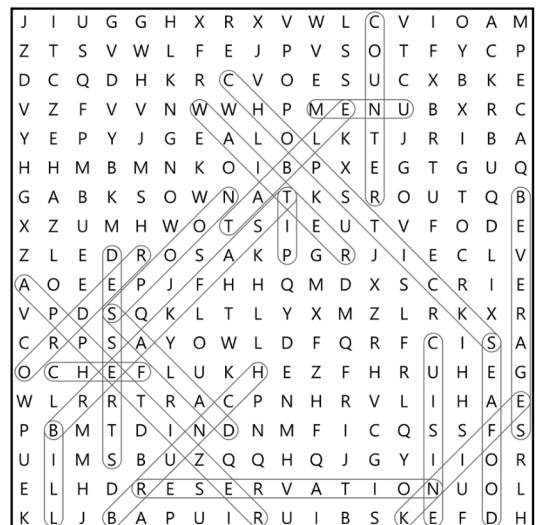 J I U G G H X R X V W L C V I O A M
Z T S V W L F E J P V S O T F Y C P
D C Q D H K R C V O E S U C X B K E
V Z F V V N W W H P M E N U B X R C
Y E P Y J G E A L O L K T J R I B A
H H M B M N K O I B P X E G T G U Q
G A B K S O W N A T K S R O U T Q B
X Z U M H W O T S I E U T V F O D E
Z L E D R O S A K P G R J I E C L V
A O E E P J F H H Q M D X S C R I E
V P D S Q K L T L Y X M Z L R K X R
C R P S A Y O W L D F Q R F C I S A
O C H E F L U K H E Z F H R U H E G
W L R R T R A C P N H R V L I H A E
P B M T D I N D N M F I C Q S S F S
U I M S B U Z Q Q H Q J G Y I I O R
E L H D R E S E R V A T I O N U O L
K L J B A P U I R U I B S K E F D H